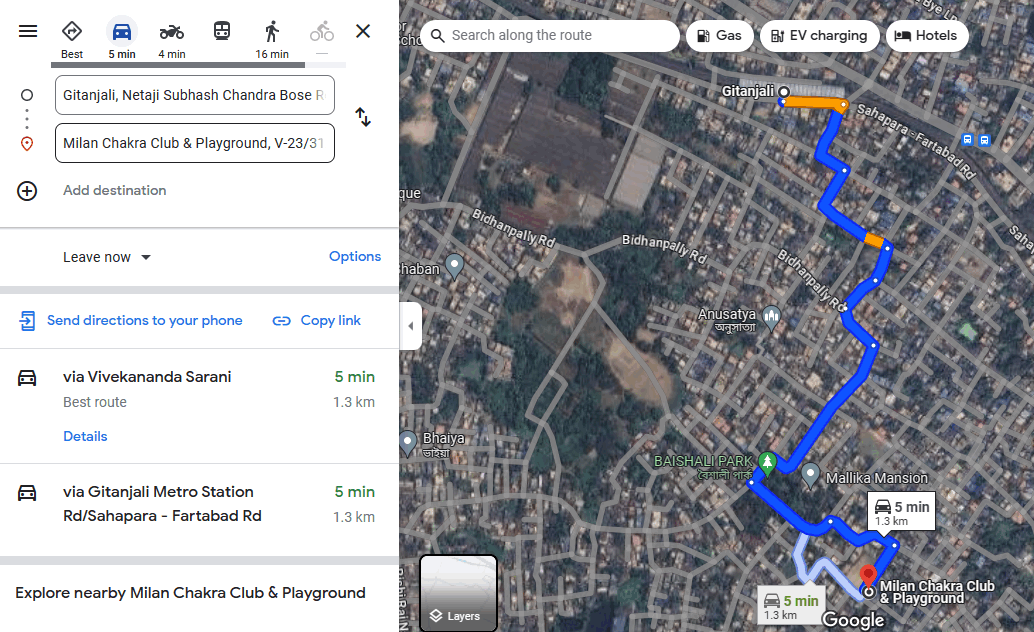 Best
5 min
4 min
16 min
—
Gitanjali, Netaji Subhash Chandra Bose R
Milan Chakra Club & Playground, V-23/31
Add destination
Leave now
Options
Send directions to your phone
Copy link
via Vivekananda Sarani
5 min
Best route
1.3 km
Details
via Gitanjali Metro Station
5 min
Rd/Sahapara - Fartabad Rd
1.3 km
Explore nearby Milan Chakra Club & Playground
Search along the route
Gas
EV charging
Hotels
Gitanjali
Sahapara - Fartabad Rd
que
Bidhanpally Rd
Bidhanpally Rd
Bidhanpally Rd
Saha
haban
Anusatya
অনুসাত্যা
Bhaiya
ভাইয়া
BAISHALI PARK
বৈশালী পার্ক
Mallika Mansion
5 min
1.3 km
Milan Chakra Club
& Playground
5 min
1.3 km
Layers
Google